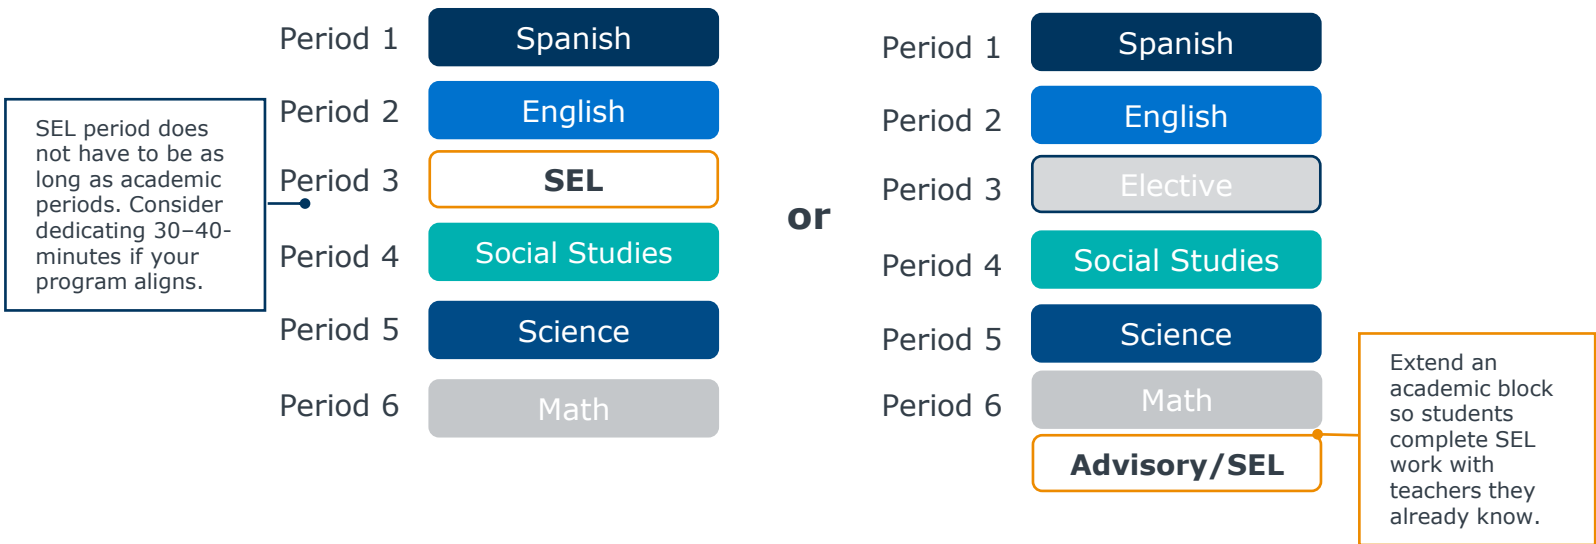 Period 1 Spanish
Period 2 English
Period 3 SEL
Period 4 Social Studies
Period 5 Science
Period 6 Math
SEL period does
not have to be as
long as academic
periods. Consider
dedicating 30–40-
minutes if your
program aligns.
or
Period 1 Spanish
Period 2 English
Period 3 Elective
Period 4 Social Studies
Period 5 Science
Period 6 Math
Advisory/SEL
Extend an
academic block
so students
complete SEL
work with
teachers they
already know.